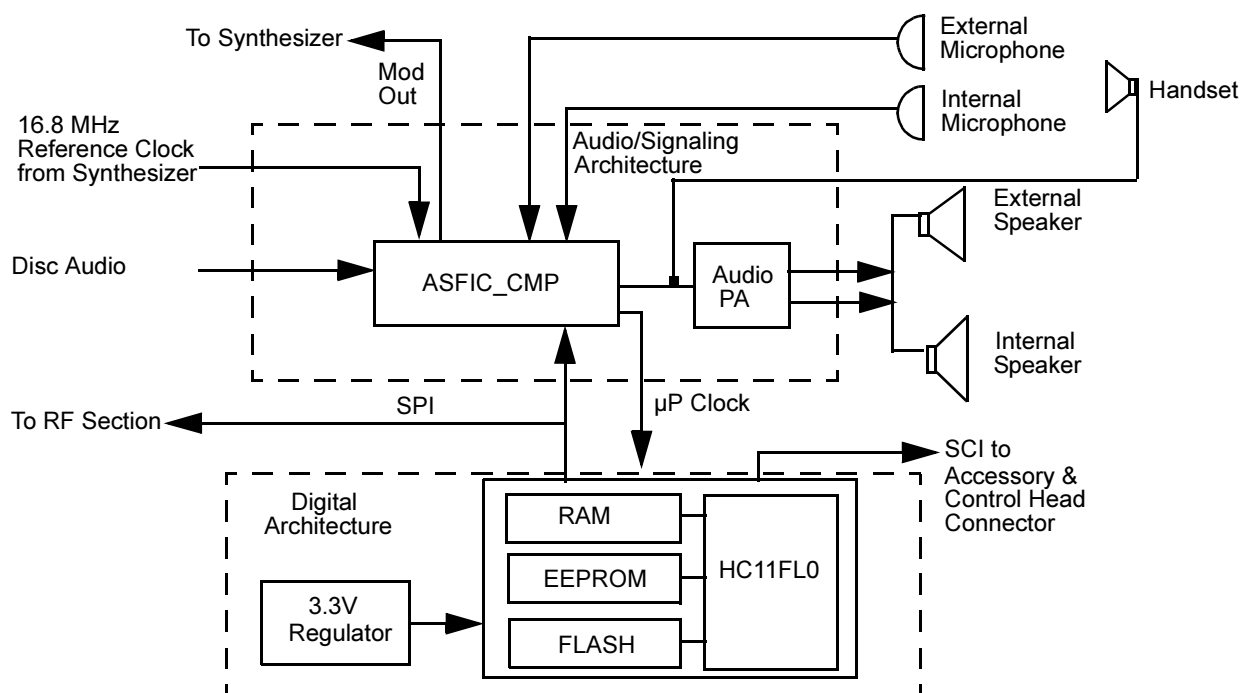 To Synthesizer
Mod
Out
External
Microphone
Internal
Microphone
Handset
16.8 MHz
Reference Clock
from Synthesizer
Audio/Signaling
Architecture
External
Speaker
Disc Audio
ASFIC_CMP
Audio
PA
Internal
Speaker
To RF Section
SPI
µP Clock
SCI to
Accessory &
Control Head
Connector
Digital
Architecture
RAM
EEPROM
FLASH
HC11FL0
3.3V
Regulator